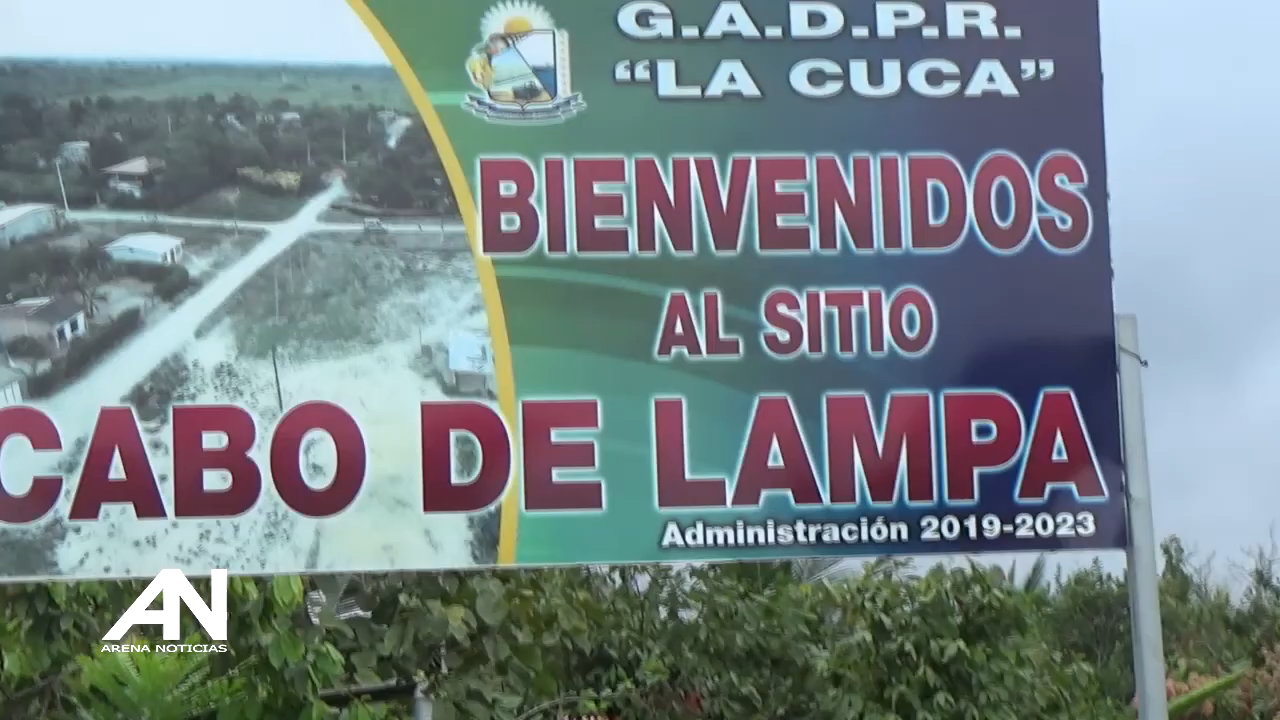 G.A.D.P.R.
“LA CUCA”
BIENVENIDOS
AL SITIO
CABO DE LAMPA
Administración 2019-2023
AN
ARENA NOTICIAS